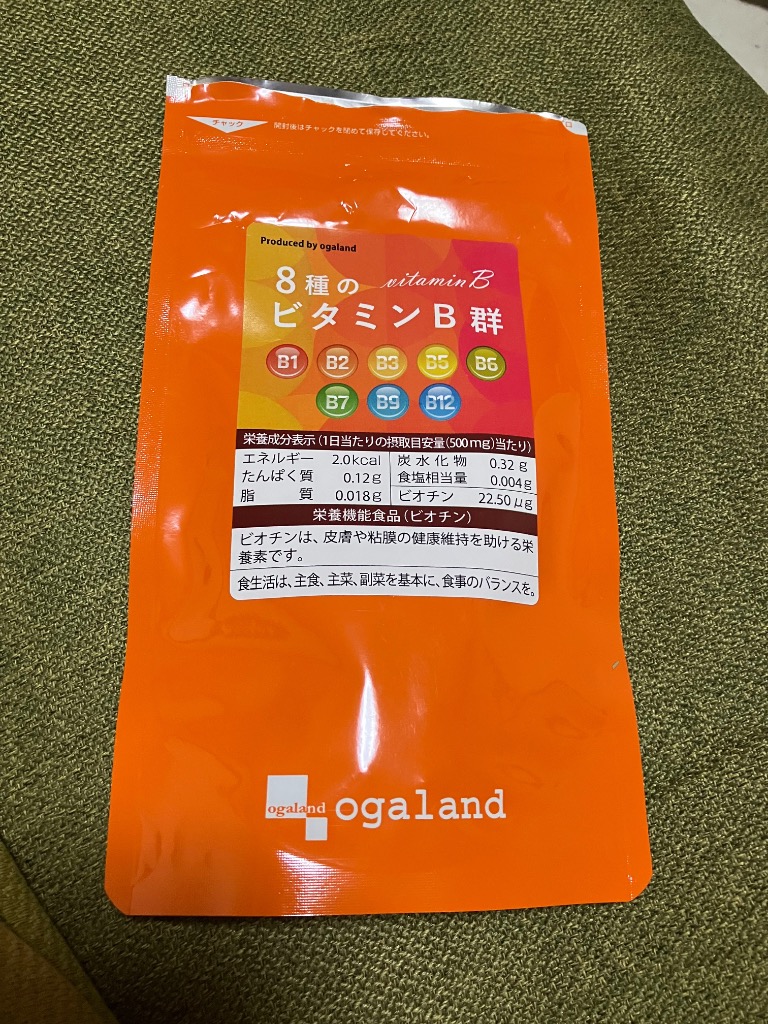 チャック
開封後はチャックを閉めて保存してください。
Produced by ogaland
8種の vitamin B
ビタミンB群
B1 B2 B3 B5 B6
B7 B9 B12
栄養成分表示(1日当たりの摂取目安量(500mg)当たり)
エネルギー 2.0kcal 炭水化物 0.32g
たんぱく質 0.12g 食塩相当量 0.004g
脂質 0.018g ビオチン 22.50μg
栄養機能食品(ビオチン)
ビオチンは、皮膚や粘膜の健康維持を助ける栄
養素です。
食生活は、主食、主菜、副菜を基本に、食事のバランスを。
ogaland ogaland